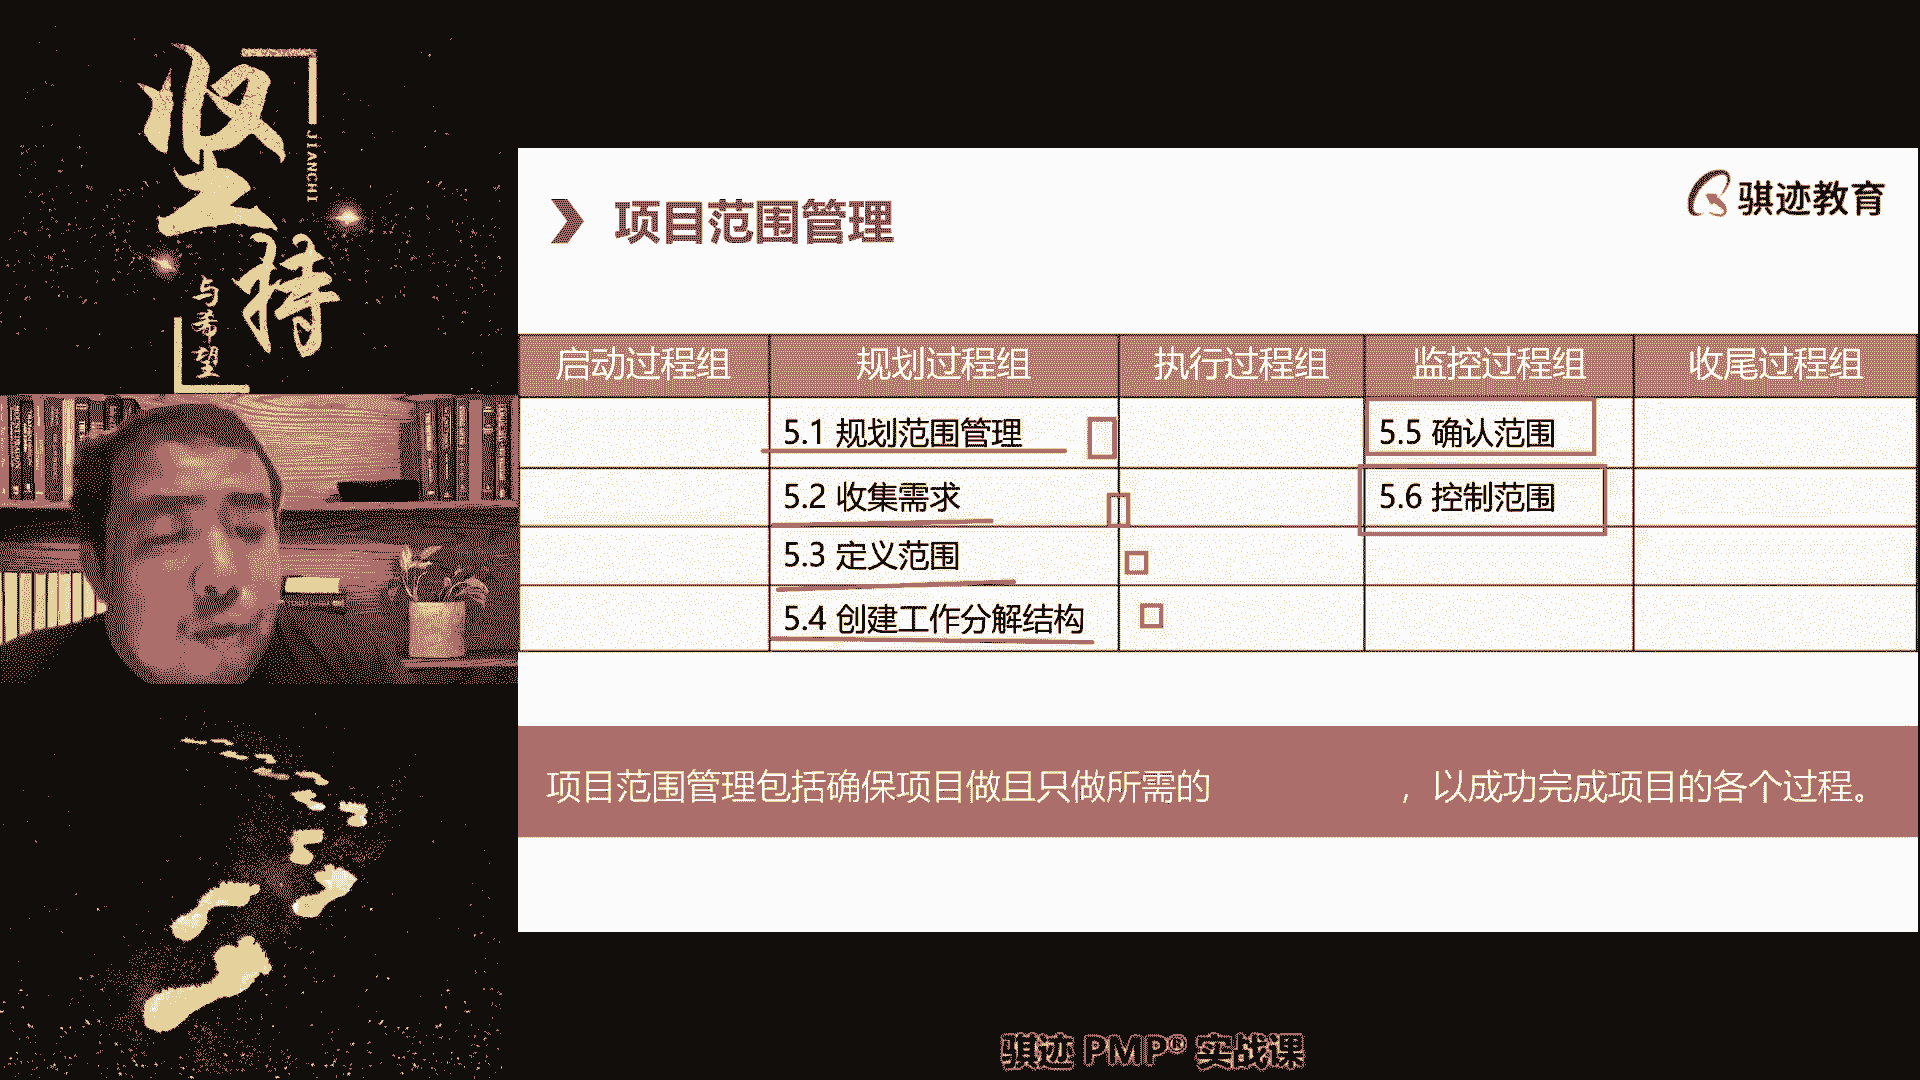 坚持
JIANCHI
与希望
项目范围管理
骐迹教育
启动过程组 规划过程组 执行过程组 监控过程组 收尾过程组
5.1 规划范围管理 5.5 确认范围
5.2 收集需求 5.6 控制范围
5.3 定义范围
5.4 创建工作分解结构
项目范围管理包括确保项目做且只做所需的 ，以成功完成项目的各个过程。
骐迹 PMP® 实战课